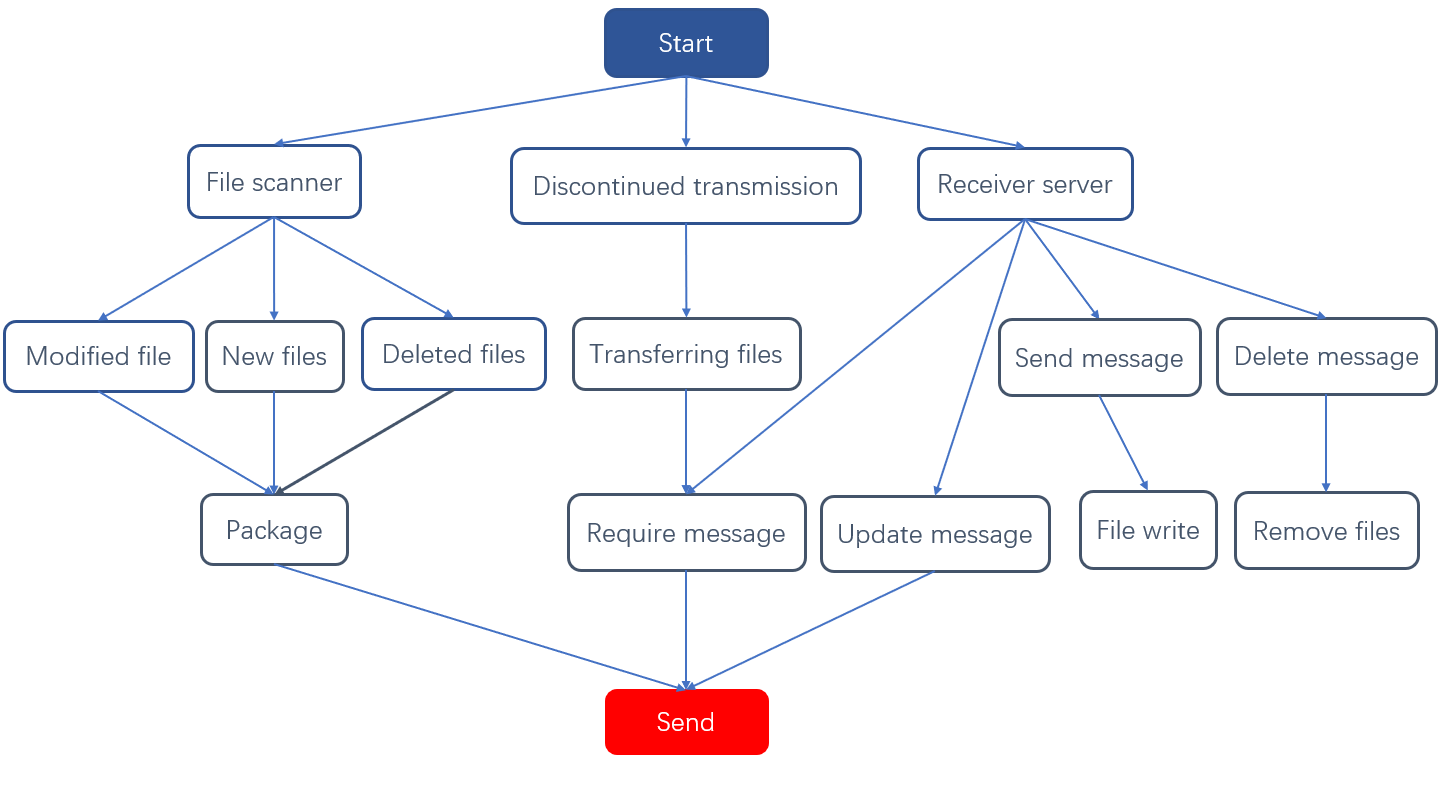 Start
File scanner
Discontinued transmission
Receiver server
Modified file
New files
Deleted files
Transferring files
Send message
Delete message
Package
Require message
Update message
File write
Remove files
Send